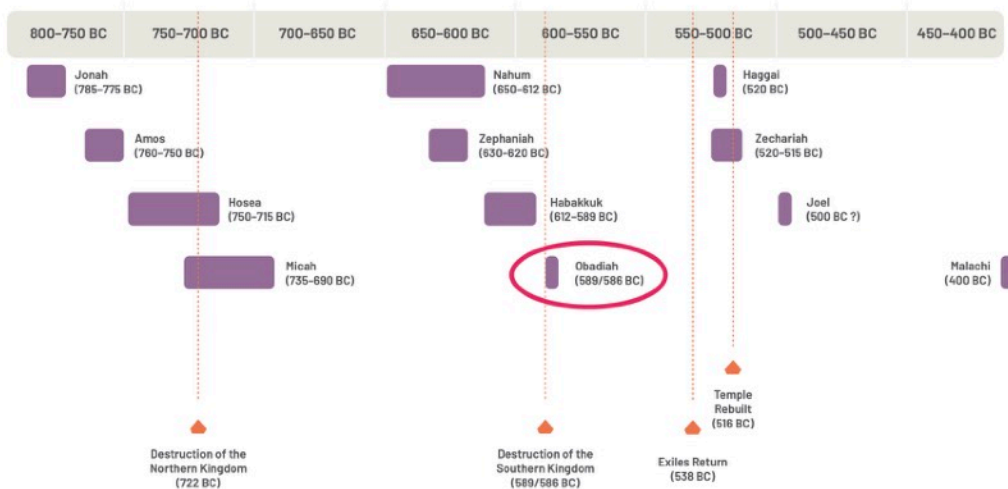 800–750 BC
750–700 BC
700–650 BC
650–600 BC
600–550 BC
550–500 BC
500–450 BC
450–400 BC
Jonah
(785–775 BC)
Nahum
(650–612 BC)
Haggai
(520 BC)
Amos
(760–750 BC)
Zephaniah
(630–620 BC)
Zechariah
(520–515 BC)
Hosea
(750–715 BC)
Habakkuk
(612–589 BC)
Joel
(500 BC ?)
Micah
(735–690 BC)
Obadiah
(589/586 BC)
Malachi
(400 BC)
Temple
Rebuilt
(516 BC)
Destruction of the
Northern Kingdom
(722 BC)
Destruction of the
Southern Kingdom
(589/586 BC)
Exiles Return
(538 BC)